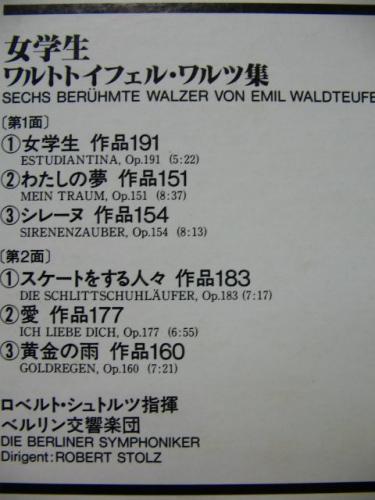 女学生
ワルトトイフェル・ワルツ集
SECHS BERÜHMTE WALZER VON EMIL WALDTEUFE
〔第1面〕
①女学生 作品191
ESTUDIANTINA, Op.191 (5:22)
②わたしの夢 作品151
MEIN TRAUM, Op.151 (8:37)
③シレーヌ 作品154
SIRENENZAUBER, Op.154 (8:13)
〔第2面〕
①スケートをする人々 作品183
DIE SCHLITTSCHUHLÄUFER, Op.183 (7:17)
②愛 作品177
ICH LIEBE DICH, Op.177 (6:55)
③黄金の雨 作品160
GOLDREGEN, Op.160 (7:21)
ロベルト・シュトルツ指揮
ベルリン交響楽団
DIE BERLINER SYMPHONIKER
Dirigent: ROBERT STOLZ